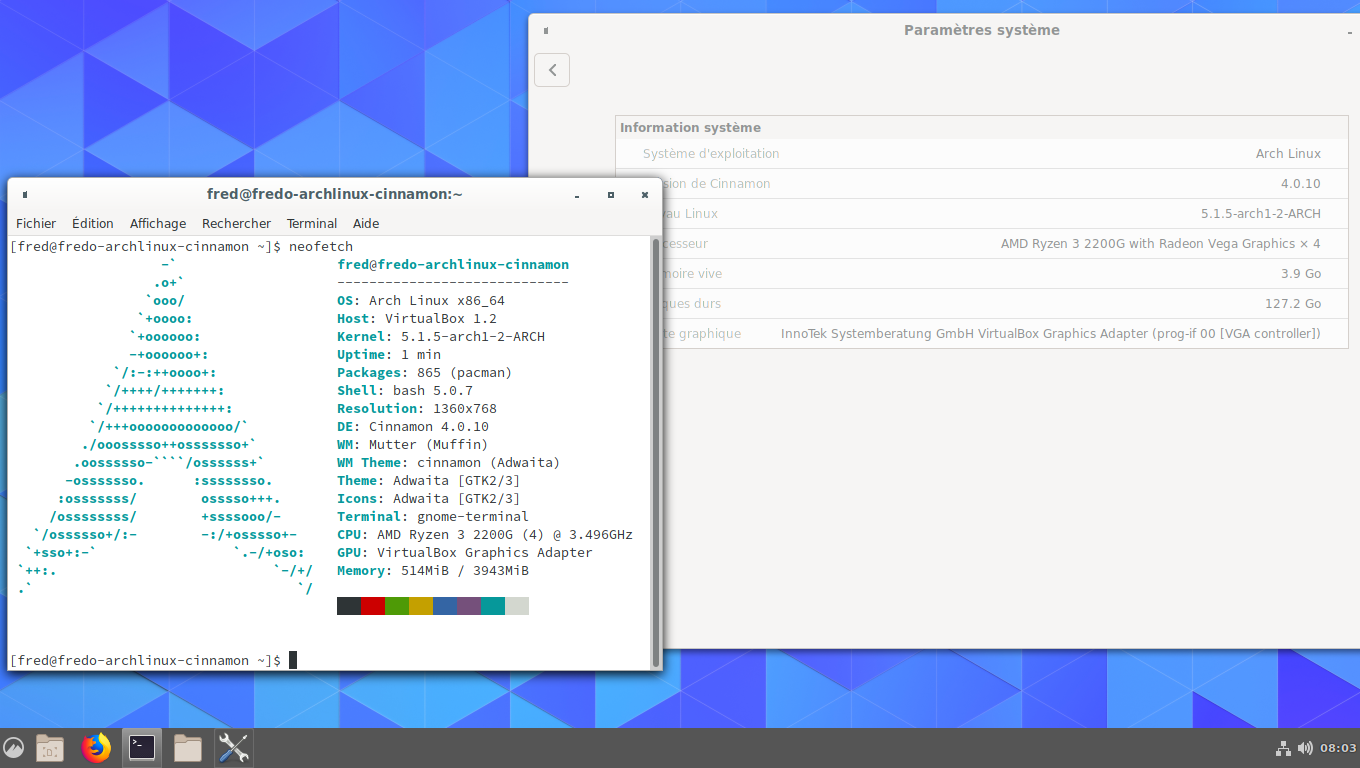 Paramètres système
Information système
Système d'exploitation Arch Linux
sion de Cinnamon 4.0.10
au Linux 5.1.5-arch1-2-ARCH
cesseur AMD Ryzen 3 2200G with Radeon Vega Graphics × 4
moire vive 3.9 Go
ques durs 127.2 Go
te graphique InnoTek Systemberatung GmbH VirtualBox Graphics Adapter (prog-if 00 [VGA controller])
fred@fredo-archlinux-cinnamon:~
Fichier Édition Affichage Rechercher Terminal Aide
[fred@fredo-archlinux-cinnamon ~]$ neofetch
-` fred@fredo-archlinux-cinnamon
.o+` -----------------------------
`ooo/ OS: Arch Linux x86_64
`+oooo: Host: VirtualBox 1.2
`+oooooo: Kernel: 5.1.5-arch1-2-ARCH
-+oooooo+: Uptime: 1 min
`/:-:++oooo+: Packages: 865 (pacman)
`/++++/+++++++: Shell: bash 5.0.7
`/++++++++++++++: Resolution: 1360x768
`/+++ooooooooooooo/` DE: Cinnamon 4.0.10
./ooosssso++osssssso+` WM: Mutter (Muffin)
.oossssso-````/ossssss+` WM Theme: cinnamon (Adwaita)
-osssssso. :ssssssso. Theme: Adwaita [GTK2/3]
:osssssss/ osssso+++. Icons: Adwaita [GTK2/3]
/ossssssss/ +ssssooo/- Terminal: gnome-terminal
`/ossssso+/:- -:/+osssso+- CPU: AMD Ryzen 3 2200G (4) @ 3.496GHz
`+sso+:-` `.-/+oso: GPU: VirtualBox Graphics Adapter
`++:. `-/+/ Memory: 514MiB / 3943MiB
.` `/
[fred@fredo-archlinux-cinnamon ~]$
08:03